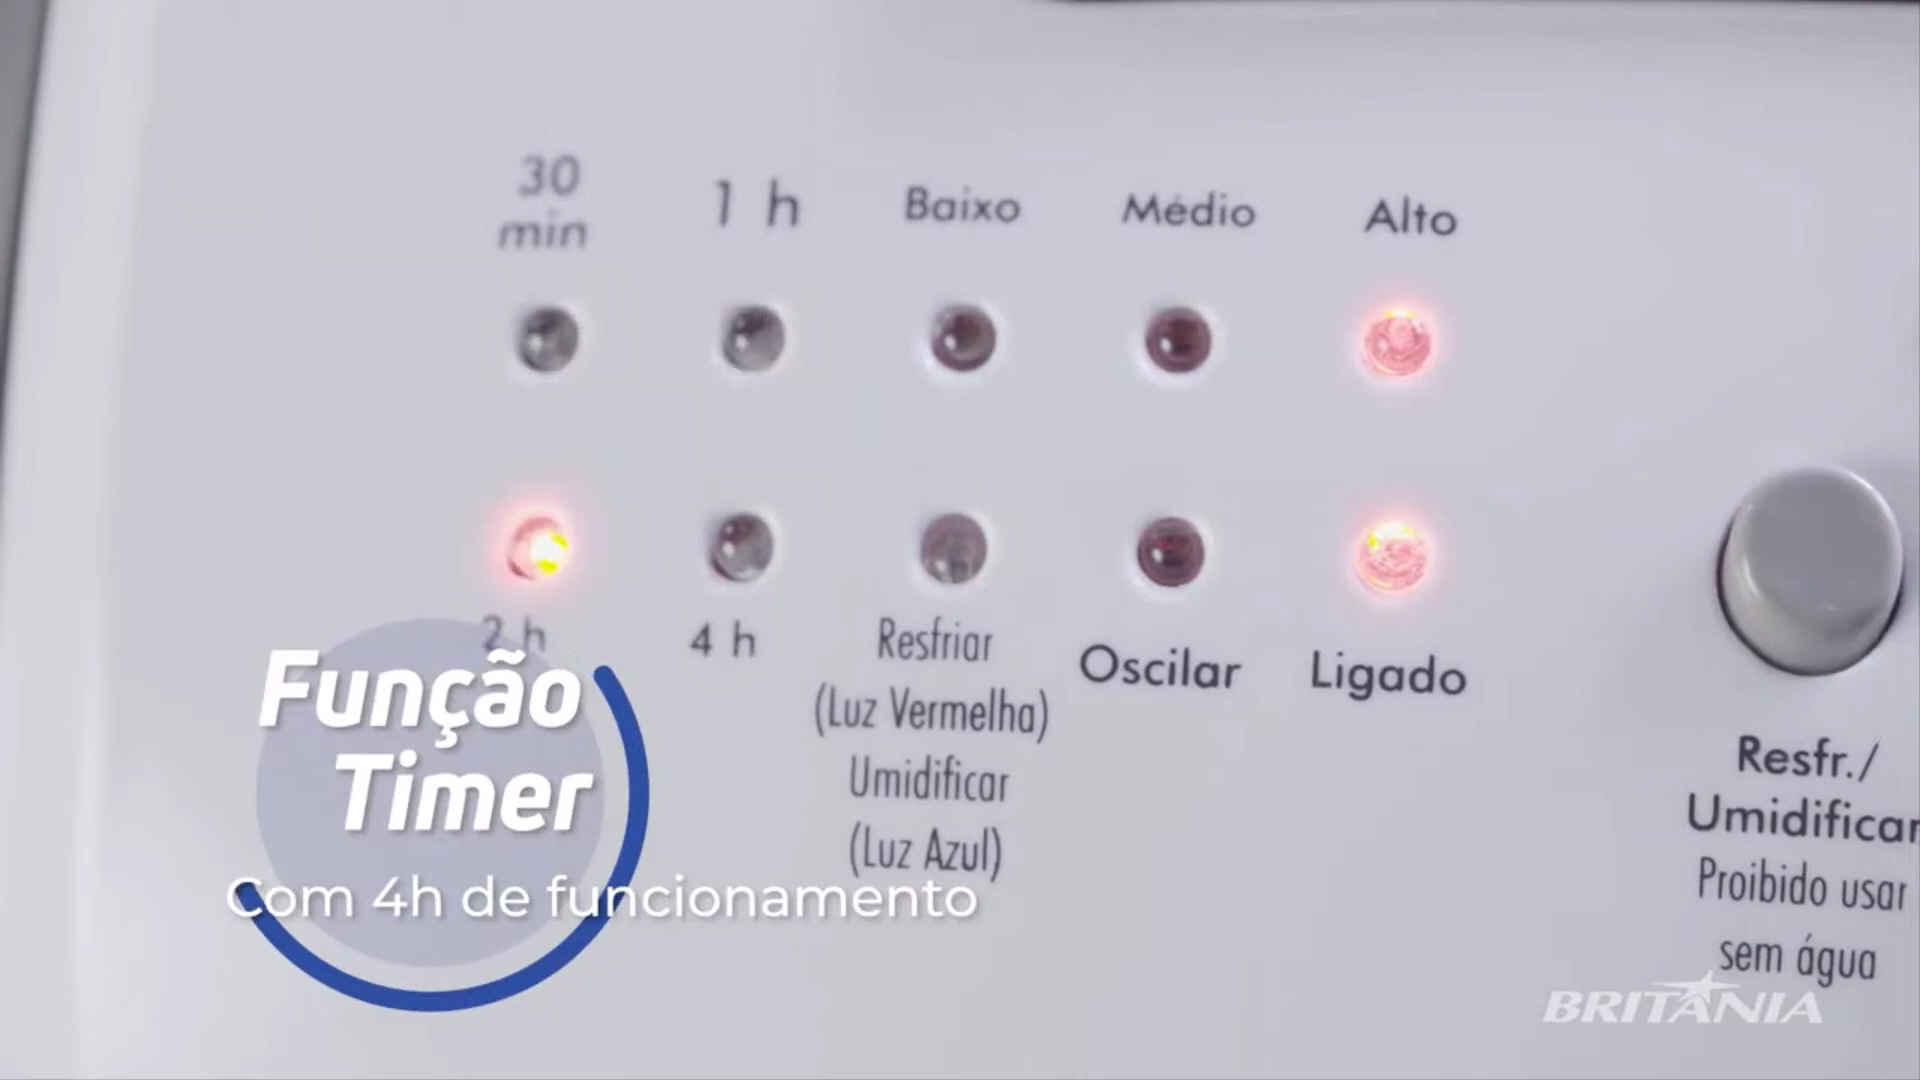 30
min
1 h
Baixo
Médio
Alto
2 h
4 h
Resfriar
(Luz Vermelha)
Umidificar
(Luz Azul)
Oscilar
Ligado
Resfr./
Umidificar
Proibido usar
sem água
Função
Timer
Com 4h de funcionamento
BRITÂNIA